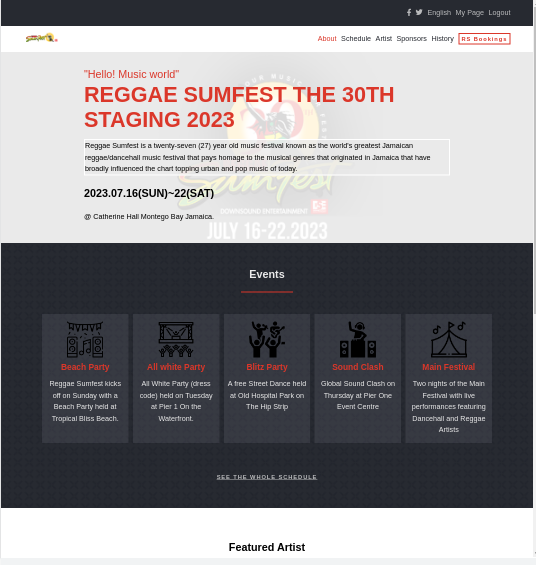 English My Page Logout
Sumfest
About Schedule Artist Sponsors History RS Bookings
"Hello! Music world"
REGGAE SUMFEST THE 30TH
STAGING 2023
Reggae Sumfest is a twenty-seven (27) year old music festival known as the world's greatest Jamaican
reggae/dancehall music festival that pays homage to the musical genres that originated in Jamaica that have
broadly influenced the chart topping urban and pop music of today.
2023.07.16(SUN)~22(SAT)
DOWNSOUND ENTERTAINMENT
@ Catherine Hall Montego Bay Jamaica.
JULY 16-22.2023
Events
Beach Party
Reggae Sumfest kicks
off on Sunday with a
Beach Party held at
Tropical Bliss Beach.
All white Party
All White Party (dress
code) held on Tuesday
at Pier 1 On the
Waterfront.
Blitz Party
A free Street Dance held
at Old Hospital Park on
The Hip Strip
Sound Clash
Global Sound Clash on
Thursday at Pier One
Event Centre
Main Festival
Two nights of the Main
Festival with live
performances featuring
Dancehall and Reggae
Artists
SEE THE WHOLE SCHEDULE
Featured Artist